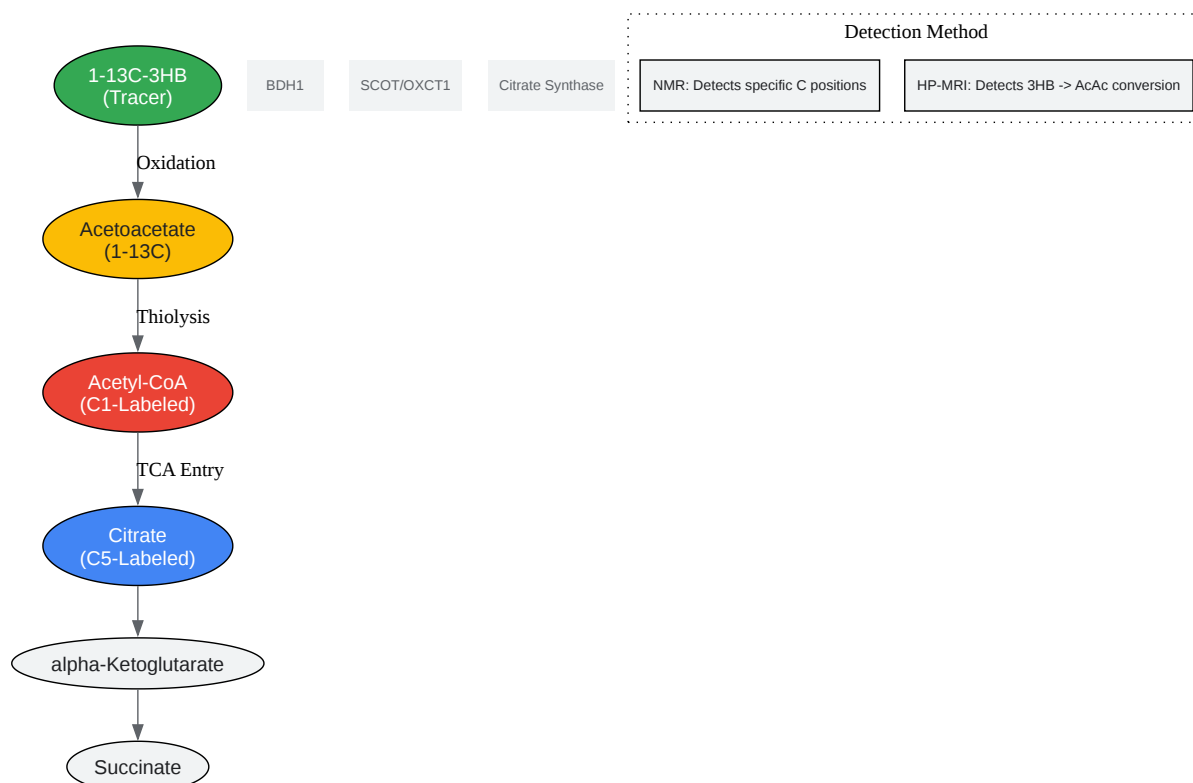 Detection Method
1-13C-3HB
(Tracer)
BDH1
SCOT/OXCT1
Citrate Synthase
NMR: Detects specific C positions
HP-MRI: Detects 3HB -> AcAc conversion
Oxidation
Acetoacetate
(1-13C)
Thiolysis
Acetyl-CoA
(C1-Labeled)
TCA Entry
Citrate
(C5-Labeled)
alpha-Ketoglutarate
Succinate